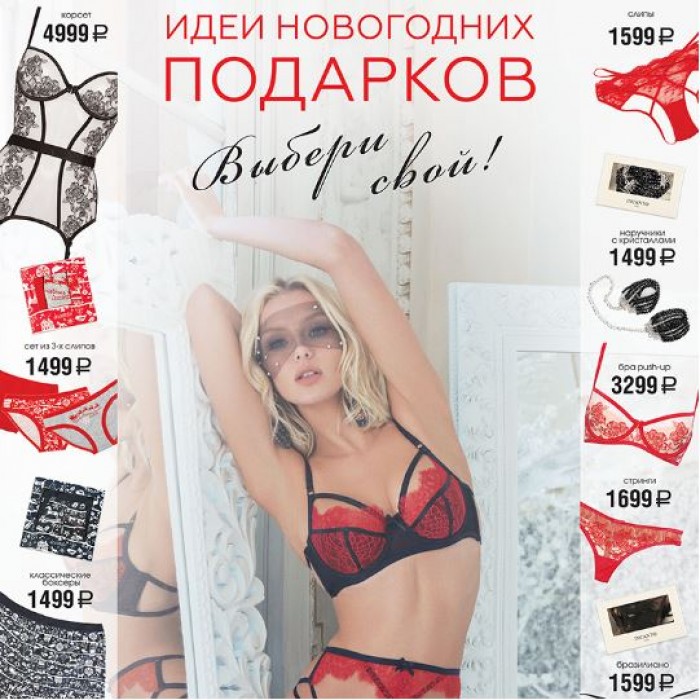 ИДЕИ НОВОГОДНИХ
ПОДАРКОВ
Выбери
свой!
корсет
4999 ₽
сет из 3-х слипов
1499 ₽
классические
боксеры
1499 ₽
слипы
1599 ₽
наручники
с кристаллами
1499 ₽
бра push-up
3299 ₽
стринги
1699 ₽
бразилиано
1599 ₽